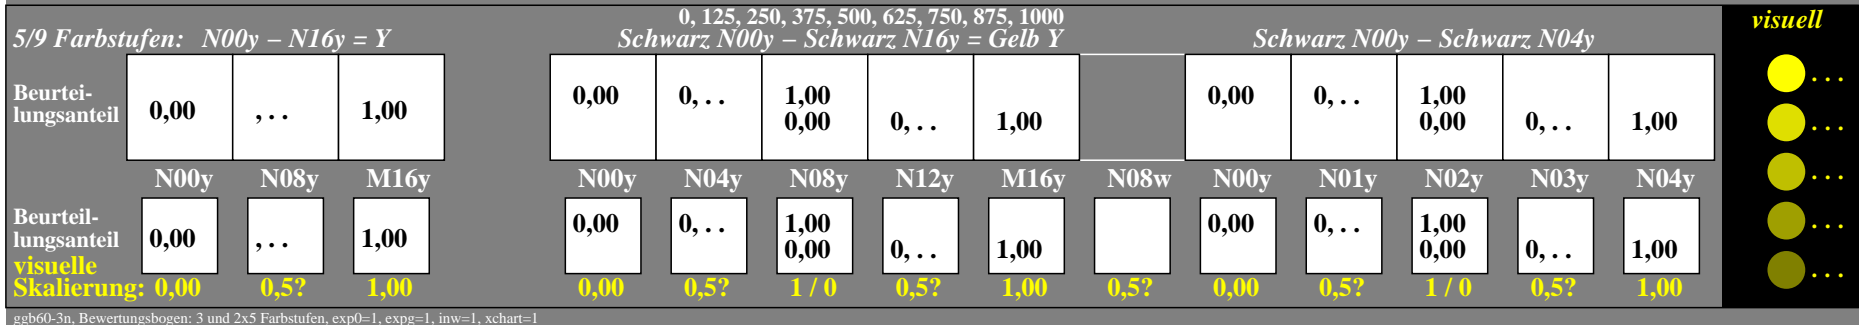 0, 125, 250, 375, 500, 625, 750, 875, 1000
visuell
5/9 Farbstufen: N00y – N16y = Y
Schwarz N00y – Schwarz N16y = Gelb Y
Schwarz N00y – Schwarz N04y
Beurtei-
lungsanteil
0,00 , . . 1,00
0,00 0, . . 1,00
0,00 0, . . 1,00
0,00 0, . . 1,00
0,00 0, . . 1,00
. . .
. . .
. . .
. . .
. . .
N00y N08y M16y N00y N04y N08y N12y M16y N08w N00y N01y N02y N03y N04y
Beurteil-
lungsanteil
0,00 , . . 1,00
0,00 0, . . 1,00
0,00 0, . . 1,00
0,00 0, . . 1,00
0,00 0, . . 1,00
visuelle
Skalierung: 0,00 0,5? 1,00 0,00 0,5? 1 / 0 0,5? 1,00 0,5? 0,00 0,5? 1 / 0 0,5? 1,00
ggb60-3n, Bewertungsbogen: 3 und 2x5 Farbstufen, exp0=1, expg=1, inw=1, xchart=1